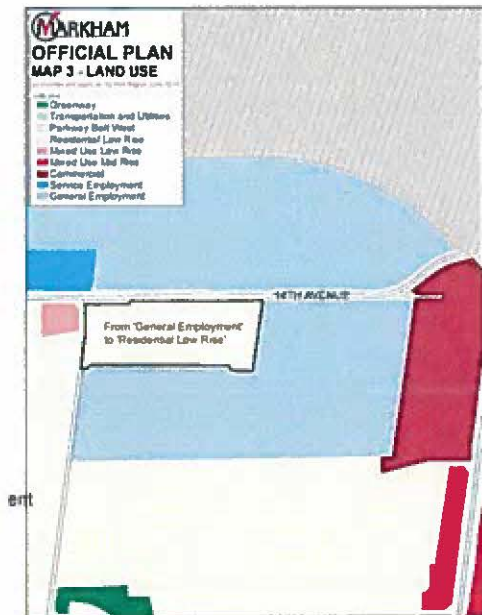 MARKHAM
OFFICIAL PLAN
MAP 3 - LAND USE
Greenway
Transportation and Utilities
Parkway Belt West
Residential Low Rise
Mixed Use Low Rise
Mixed Use Mid Rise
Commercial
Service Employment
General Employment
14TH AVENUE
From 'General Employment'
to 'Residential Low Rise'
ent